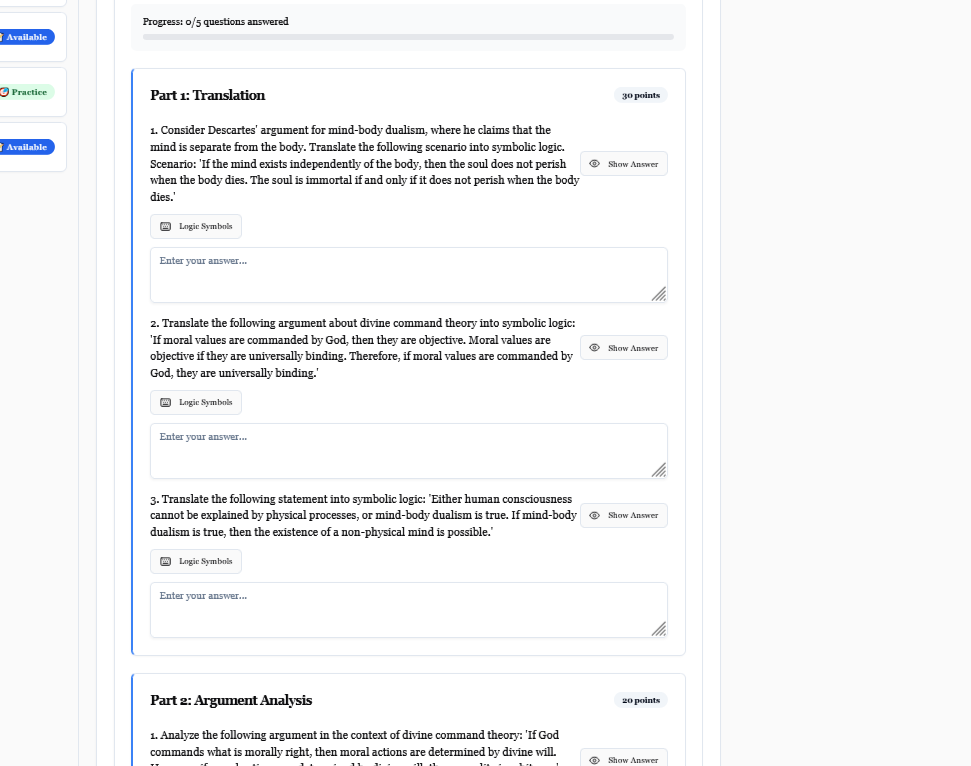 Progress: 0/5 questions answered
Available
Practice
Available
Part 1: Translation
30 points
1. Consider Descartes' argument for mind-body dualism, where he claims that the
mind is separate from the body. Translate the following scenario into symbolic logic.
Scenario: 'If the mind exists independently of the body, then the soul does not perish
when the body dies. The soul is immortal if and only if it does not perish when the body
dies.'
Show Answer
Logic Symbols
Enter your answer...
2. Translate the following argument about divine command theory into symbolic logic:
'If moral values are commanded by God, then they are objective. Moral values are
objective if they are universally binding. Therefore, if moral values are commanded by
God, they are universally binding.'
Show Answer
Logic Symbols
Enter your answer...
3. Translate the following statement into symbolic logic: 'Either human consciousness
cannot be explained by physical processes, or mind-body dualism is true. If mind-body
dualism is true, then the existence of a non-physical mind is possible.'
Show Answer
Logic Symbols
Enter your answer...
Part 2: Argument Analysis
20 points
1. Analyze the following argument in the context of divine command theory: 'If God
commands what is morally right, then moral actions are determined by divine will.
Show Answer